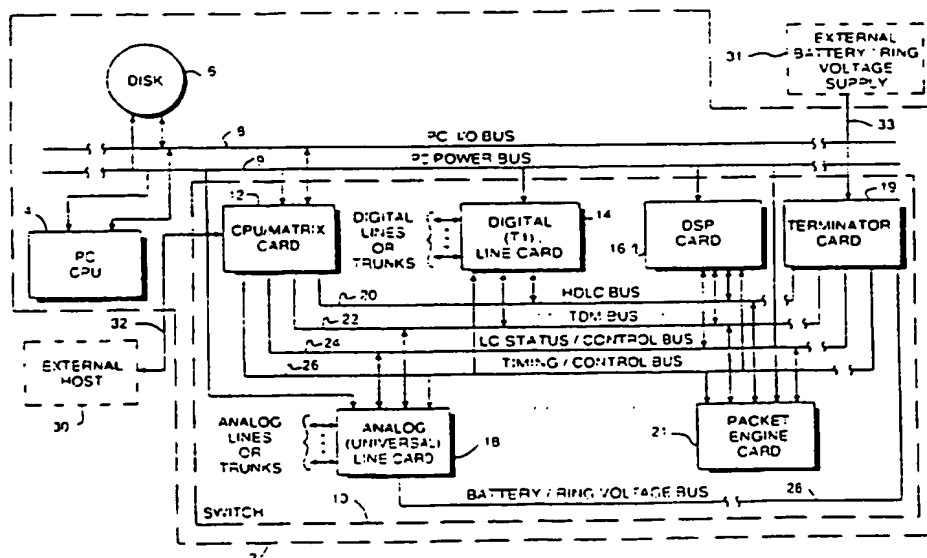 EXTERNAL
BATTERY / RING
VOLTAGE
SUPPLY
31
33
DISK
6
8
PC I/O BUS
9
PC POWER BUS
4
PC
CPU
12
CPU/MATRIX
CARD
DIGITAL
LINES
OR
TRUNKS
DIGITAL
(T1)
LINE CARD
14
16
DSP
CARD
19
TERMINATOR
CARD
20
HDLC BUS
22
TDM BUS
24
LC STATUS / CONTROL BUS
26
TIMING / CONTROL BUS
32
EXTERNAL
HOST
30
ANALOG
LINES
OR
TRUNKS
ANALOG
(UNIVERSAL)
LINE CARD
18
21
PACKET
ENGINE
CARD
BATTERY / RING VOLTAGE BUS
28
SWITCH
10